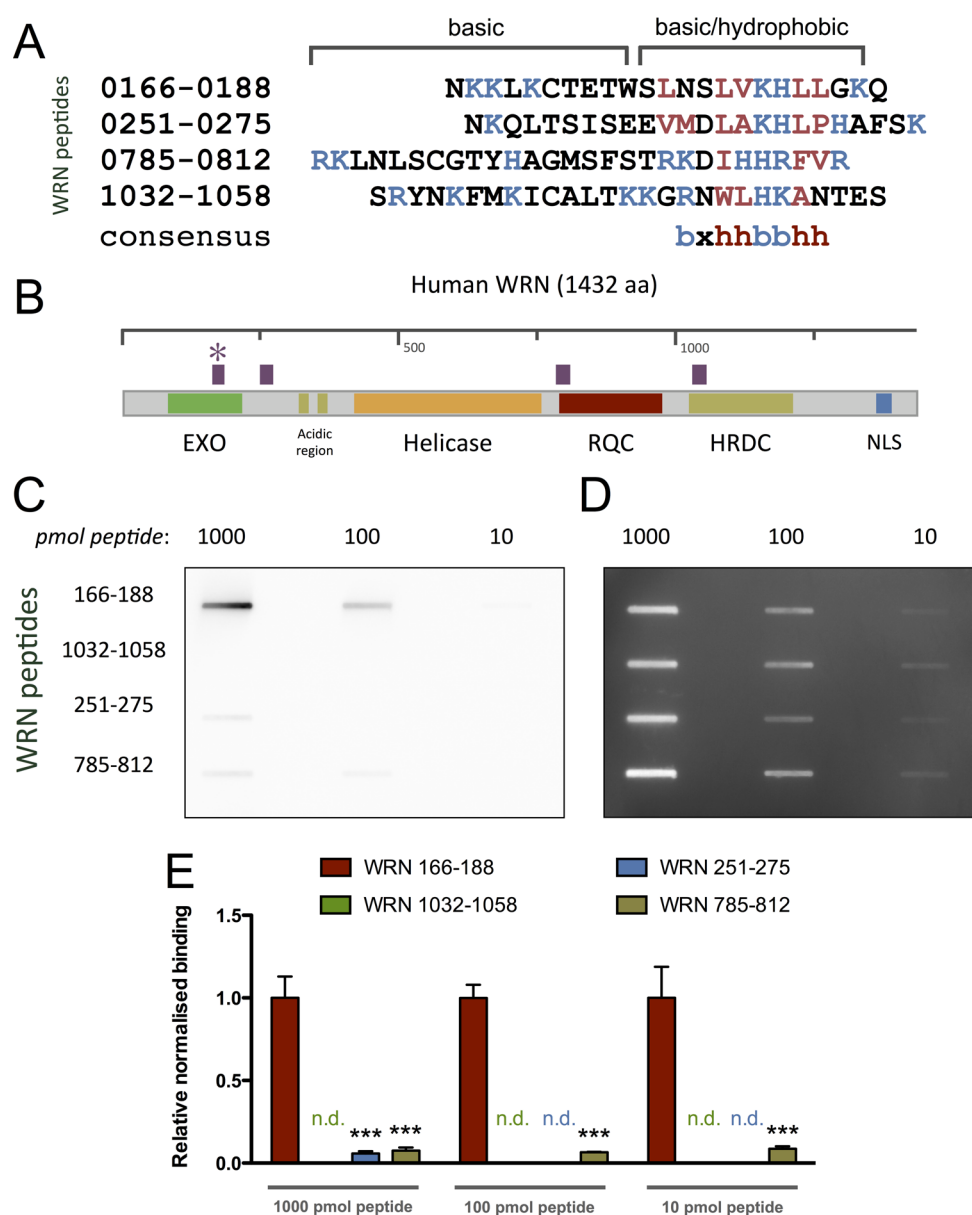 A
basic
basic/hydrophobic
WRN peptides
0166-0188 NKKLKCTETWSLNSLVKHLLGKQ
0251-0275 NKQLTSISEEVMDLAKHLPHAFSK
0785-0812 RKLNLSCGTYHAGMSFSTRKDIHHRFVR
1032-1058 SRYNKFMKICALTKKGRNWLHKANTES
consensus bxhhbbhh
B
Human WRN (1432 aa)
500
1000
*
EXO
Acidic
region
Helicase
RQC
HRDC
NLS
C
D
pmol peptide: 1000 100 10
1000 100 10
WRN peptides
166-188
1032-1058
251-275
785-812
E
WRN 166-188
WRN 251-275
WRN 1032-1058
WRN 785-812
Relative normalised binding
1.5
1.0
0.5
0.0
n.d. *** ***
n.d. n.d. ***
n.d. n.d. ***
1000 pmol peptide
100 pmol peptide
10 pmol peptide